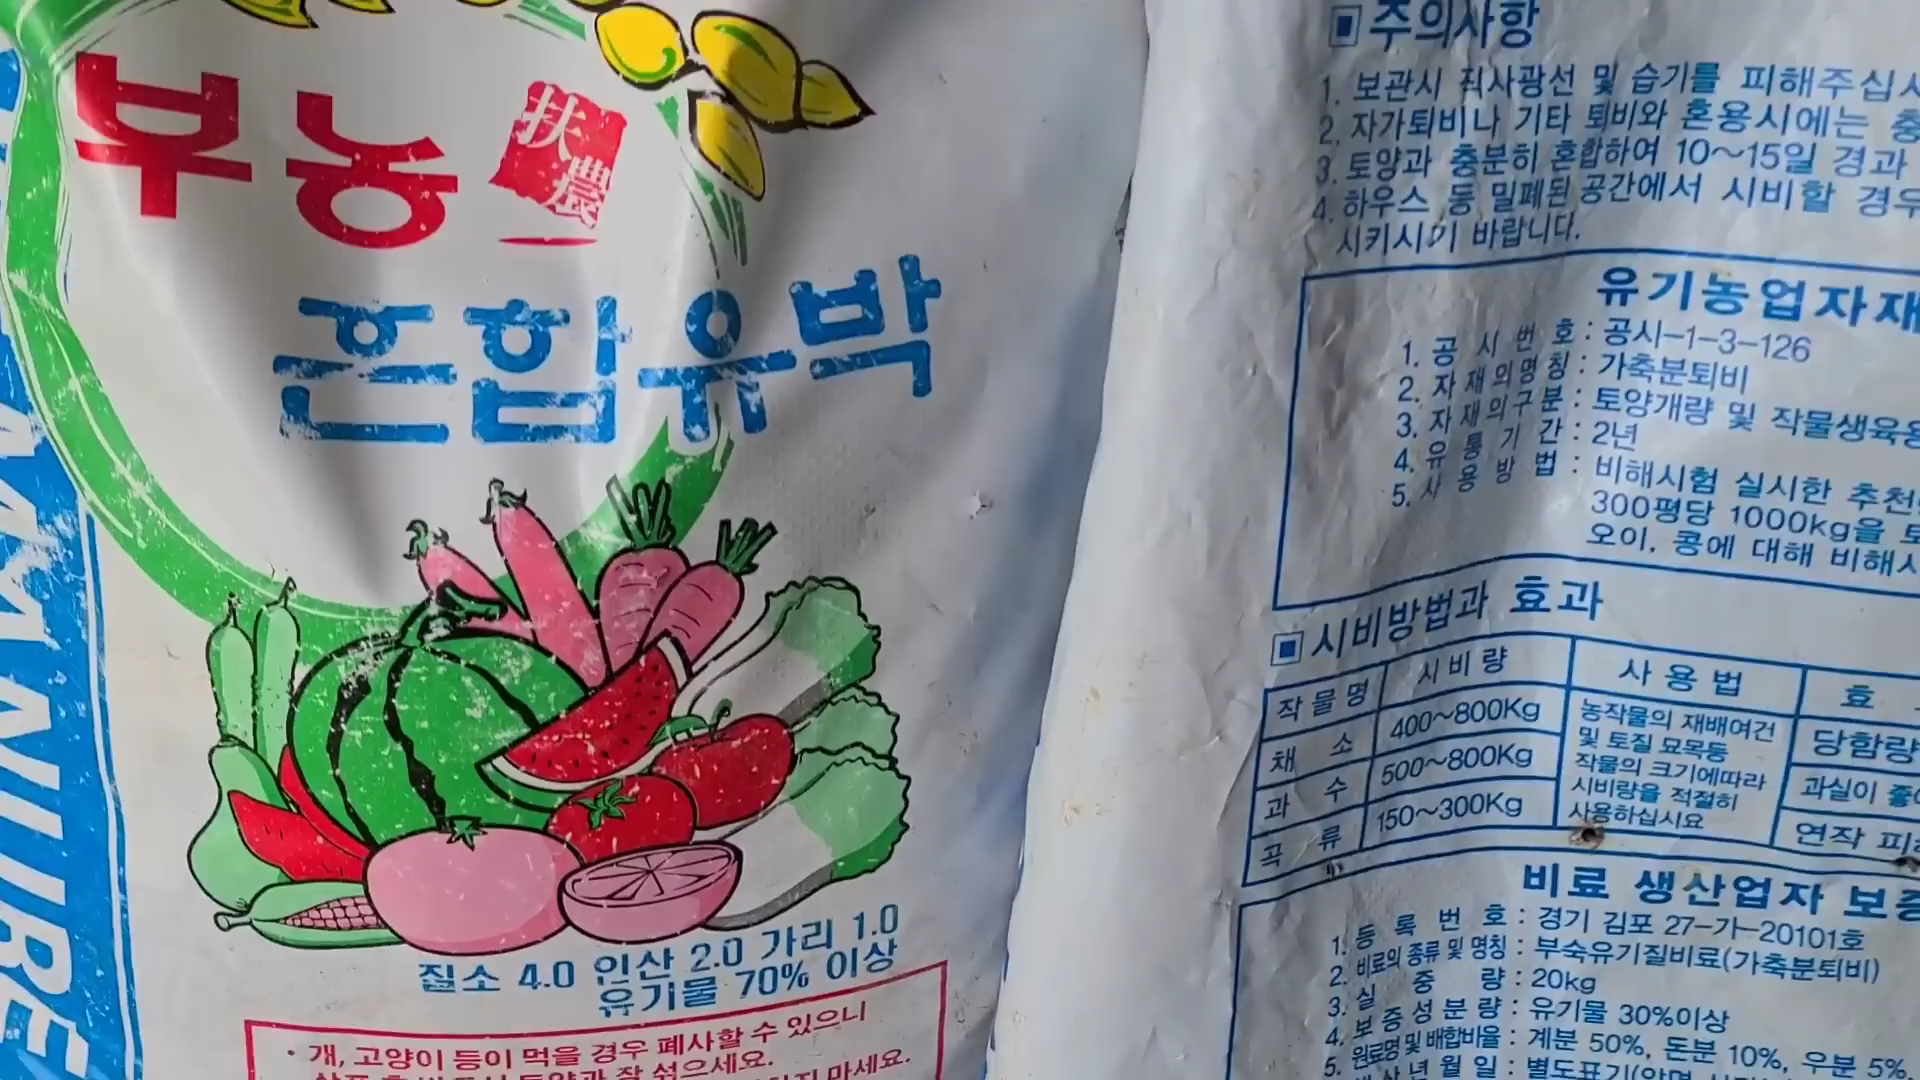 부농
扶農
혼합유박
질소 4.0 인산 2.0 가리 1.0
유기물 70% 이상
• 개, 고양이 등이 먹을 경우 폐사할 수 있으니
마세요.
주의사항
1. 보관시 직사광선 및 습기를 피해주십시
2. 자가퇴비나 기타 퇴비와 혼용시에는
3. 토양과 충분히 혼합하여 10~15일 경과
4. 하우스 등 밀폐된 공간에서 시비할 경우
시키시기 바랍니다.
유기농업자재
1. 공시번호 : 공시-1-3-126
2. 자재의명칭 : 가축분퇴비
3. 자재의구분 : 토양개량 및 작물생육용
4. 유통기간 : 2년
5. 사용방법 : 비해시험 실시한
300평당 1000kg을
오이, 콩에 대해
시비방법과 효과
작물명 시비량 사용법 효
채소 400~800Kg 농작물의 재배여건 당함량
및 토질 묘목등
과수 500~800Kg 작물의 크기에따라 과실이
시비량을 적절히
곡류 150~300Kg 사용하십시요 연작
비료 생산업자 보증
1. 등록번호 : 경기 김포 27-가-20101호
2. 비료의 종류 및 명칭 : 부숙유기질비료(가축분퇴비)
3. 실중량 : 20kg
4. 보증성분량 : 유기물 30%이상
5. 원료명 및 배합비율 : 계분 50%, 돈분 10%, 우분 5%,